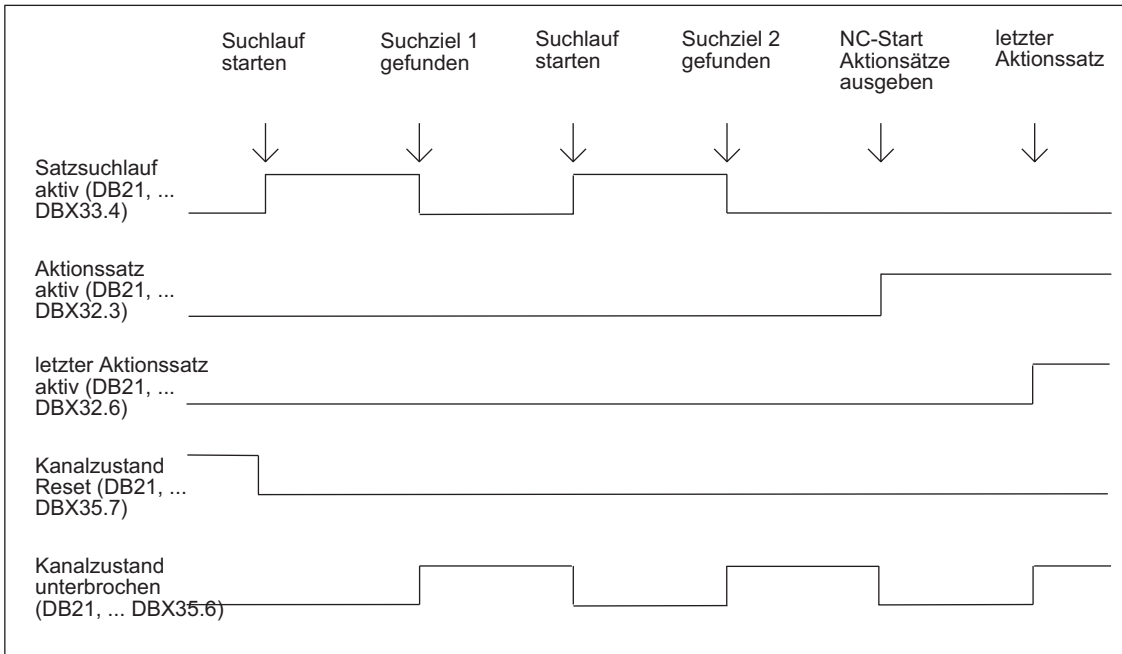 Suchlauf
starten
Suchziel 1
gefunden
Suchlauf
starten
Suchziel 2
gefunden
NC-Start
Aktionsätze
ausgeben
letzter
Aktionssatz
Satzsuchlauf
aktiv (DB21, ...
DBX33.4)
Aktionssatz
aktiv (DB21, ...
DBX32.3)
letzter Aktionssatz
aktiv (DB21, ...
DBX32.6)
Kanalzustand
Reset (DB21, ...
DBX35.7)
Kanalzustand
unterbrochen
(DB21, ... DBX35.6)